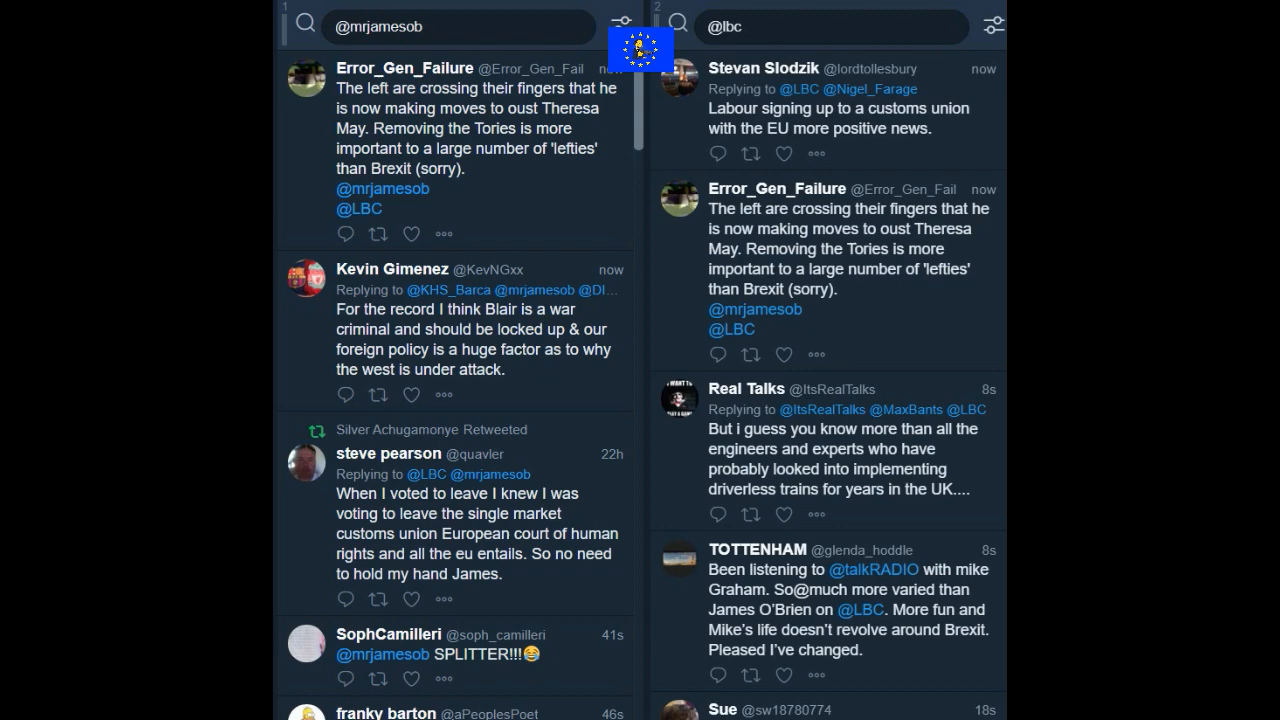 1
@mrjamesob
Error_Gen_Failure @Error_Gen_Fail now
The left are crossing their fingers that he
is now making moves to oust Theresa
May. Removing the Tories is more
important to a large number of 'lefties'
than Brexit (sorry).
@mrjamesob
@LBC
Kevin Gimenez @KevNGxx now
Replying to @KHS_Barca @mrjamesob @DI...
For the record I think Blair is a war
criminal and should be locked up & our
foreign policy is a huge factor as to why
the west is under attack.
Silver Achugamonye Retweeted
steve pearson @quavler 22h
Replying to @LBC @mrjamesob
When I voted to leave I knew I was
voting to leave the single market
customs union European court of human
rights and all the eu entails. So no need
to hold my hand James.
SophCamilleri @soph_camilleri 41s
@mrjamesob SPLITTER!!!😂
franky barton @aPeoplesPoet 46s
2
@lbc
Stevan Slodzik @lordtollesbury now
Replying to @LBC @Nigel_Farage
Labour signing up to a customs union
with the EU more positive news.
Error_Gen_Failure @Error_Gen_Fail now
The left are crossing their fingers that he
is now making moves to oust Theresa
May. Removing the Tories is more
important to a large number of 'lefties'
than Brexit (sorry).
@mrjamesob
@LBC
Real Talks @ItsRealTalks 8s
Replying to @ItsRealTalks @MaxBants @LBC
But i guess you know more than all the
engineers and experts who have
probably looked into implementing
driverless trains for years in the UK....
TOTTENHAM @glenda_hoddle 8s
Been listening to @talkRADIO with mike
Graham. So@much more varied than
James O’Brien on @LBC. More fun and
Mike’s life doesn’t revolve around Brexit.
Pleased I’ve changed.
Sue @sw18780774 18s